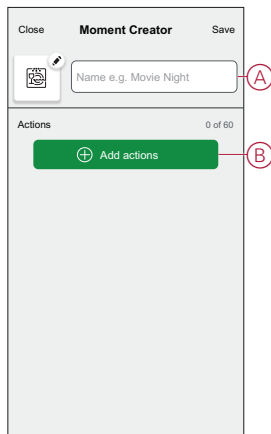 Close Moment Creator Save
Name e.g. Movie Night A
Actions 0 of 60
Add actions B